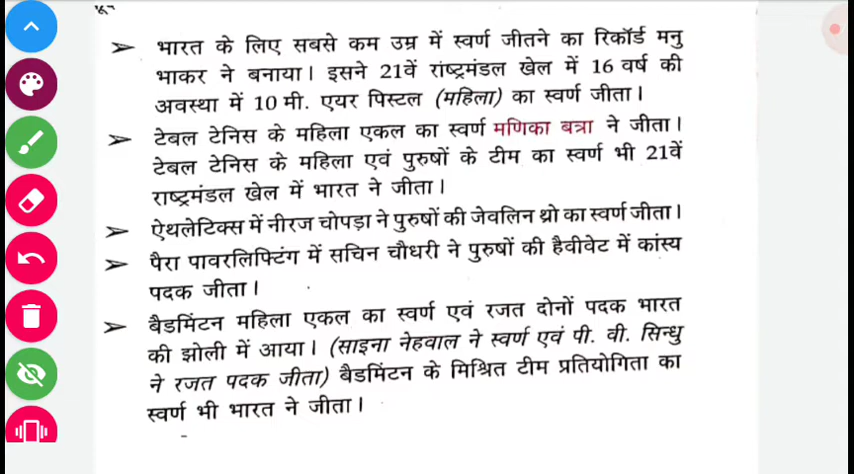 ➢ भारत के लिए सबसे कम उम्र में स्वर्ण जीतने का रिकॉर्ड मनु
भाकर ने बनाया। इसने 21वें राष्ट्रमंडल खेल में 16 वर्ष की
अवस्था में 10 मी. एयर पिस्टल (महिला) का स्वर्ण जीता।
➢ टेबल टेनिस के महिला एकल का स्वर्ण मणिका बत्रा ने जीता।
टेबल टेनिस के महिला एवं पुरुषों के टीम का स्वर्ण भी 21वें
राष्ट्रमंडल खेल में भारत ने जीता।
➢ ऐथलेटिक्स में नीरज चोपड़ा ने पुरुषों की जेवलिन थ्रो का स्वर्ण जीता।
➢ पैरा पावरलिफ्टिंग में सचिन चौधरी ने पुरुषों की हैवीवेट में कांस्य
पदक जीता।
➢ बैडमिंटन महिला एकल का स्वर्ण एवं रजत दोनों पदक भारत
की झोली में आया। (साइना नेहवाल ने स्वर्ण एवं पी. वी. सिन्धु
ने रजत पदक जीता) बैडमिंटन के मिश्रित टीम प्रतियोगिता का
स्वर्ण भी भारत ने जीता।